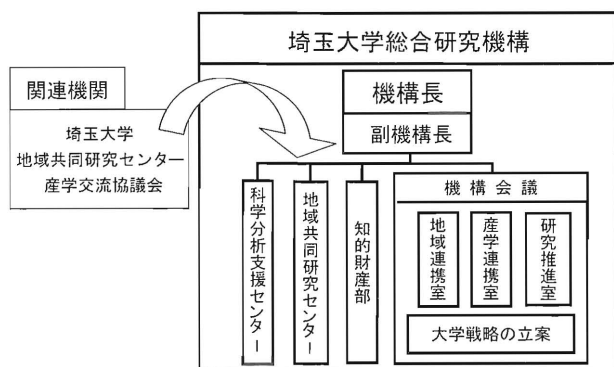 埼玉大学総合研究機構
関連機関
埼玉大学
地域共同研究センター
産学交流協議会
機構長
副機構長
科学分析支援センター
地域共同研究センター
知的財産部
機構会議
地域連携室
産学連携室
研究推進室
大学戦略の立案